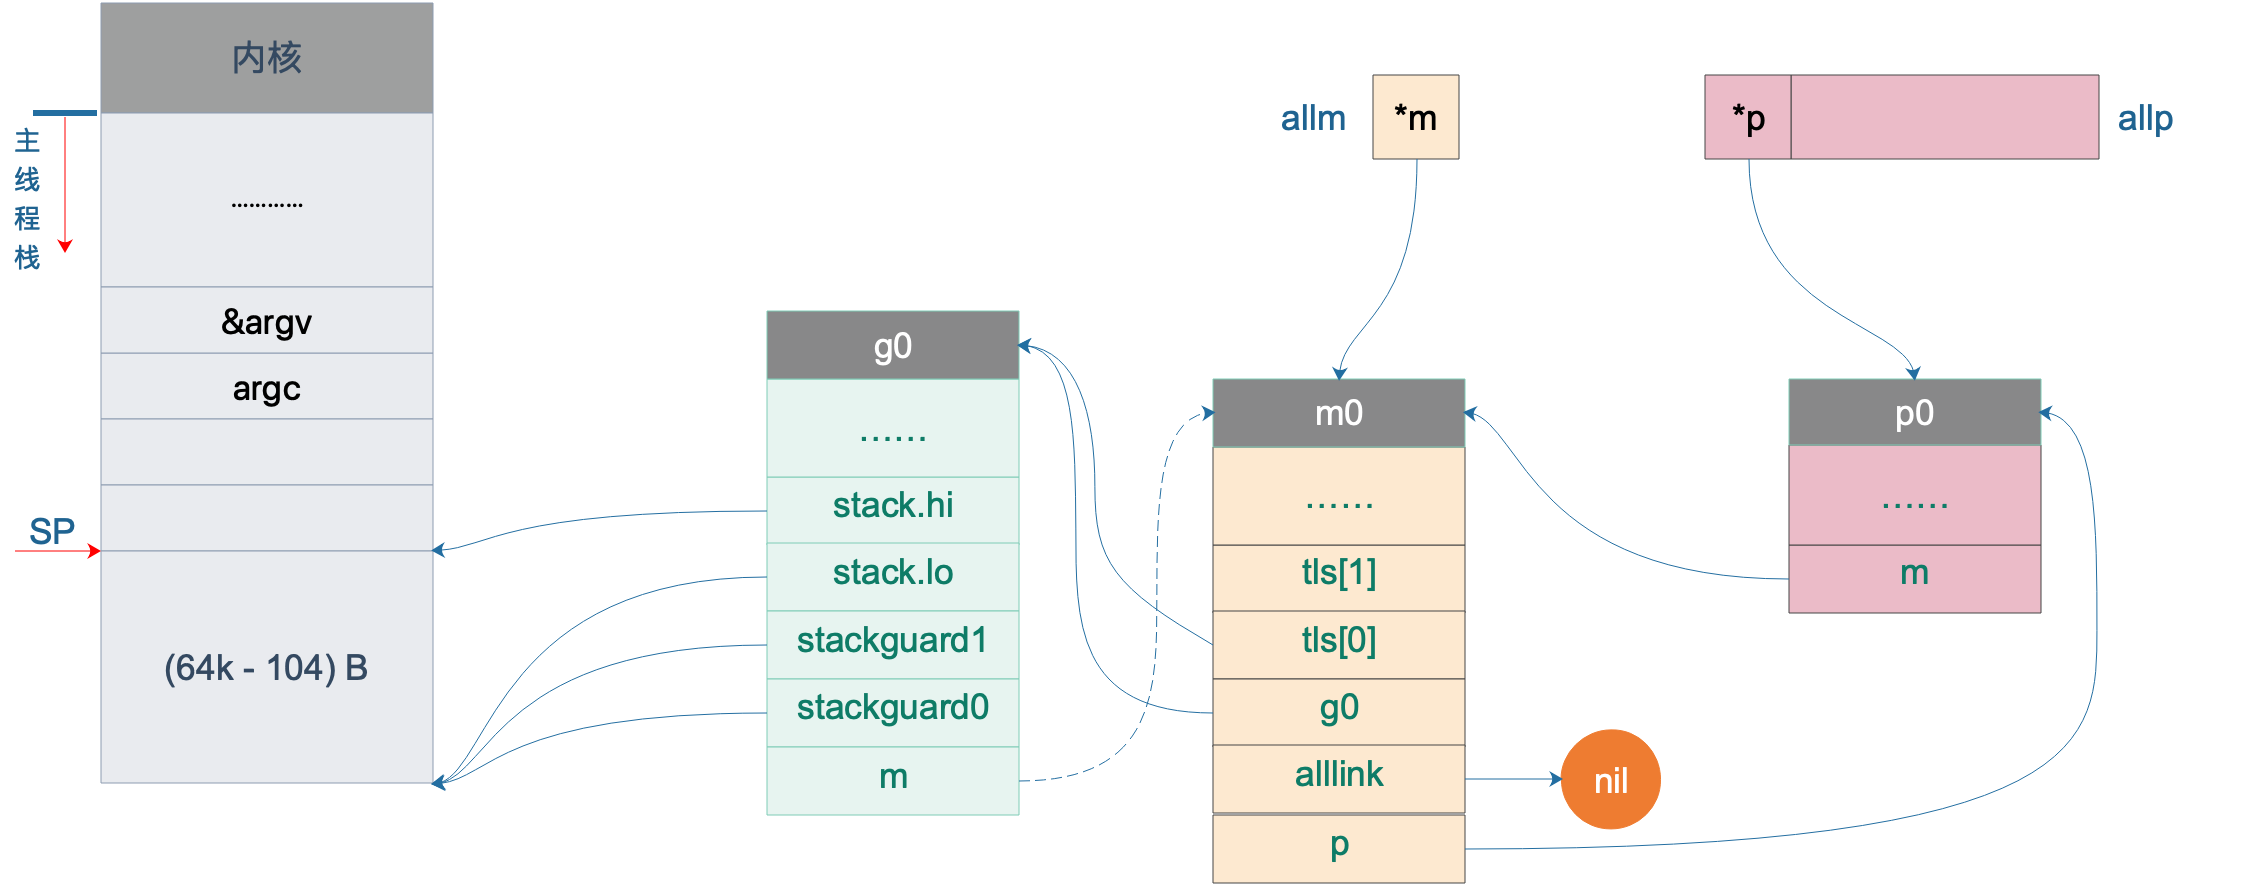 内核
主线程栈
…………
&argv
argc
SP
(64k - 104) B
g0
……
stack.hi
stack.lo
stackguard1
stackguard0
m
allm
*m
m0
……
tls[1]
tls[0]
g0
alllink
p
nil
*p
allp
p0
……
m